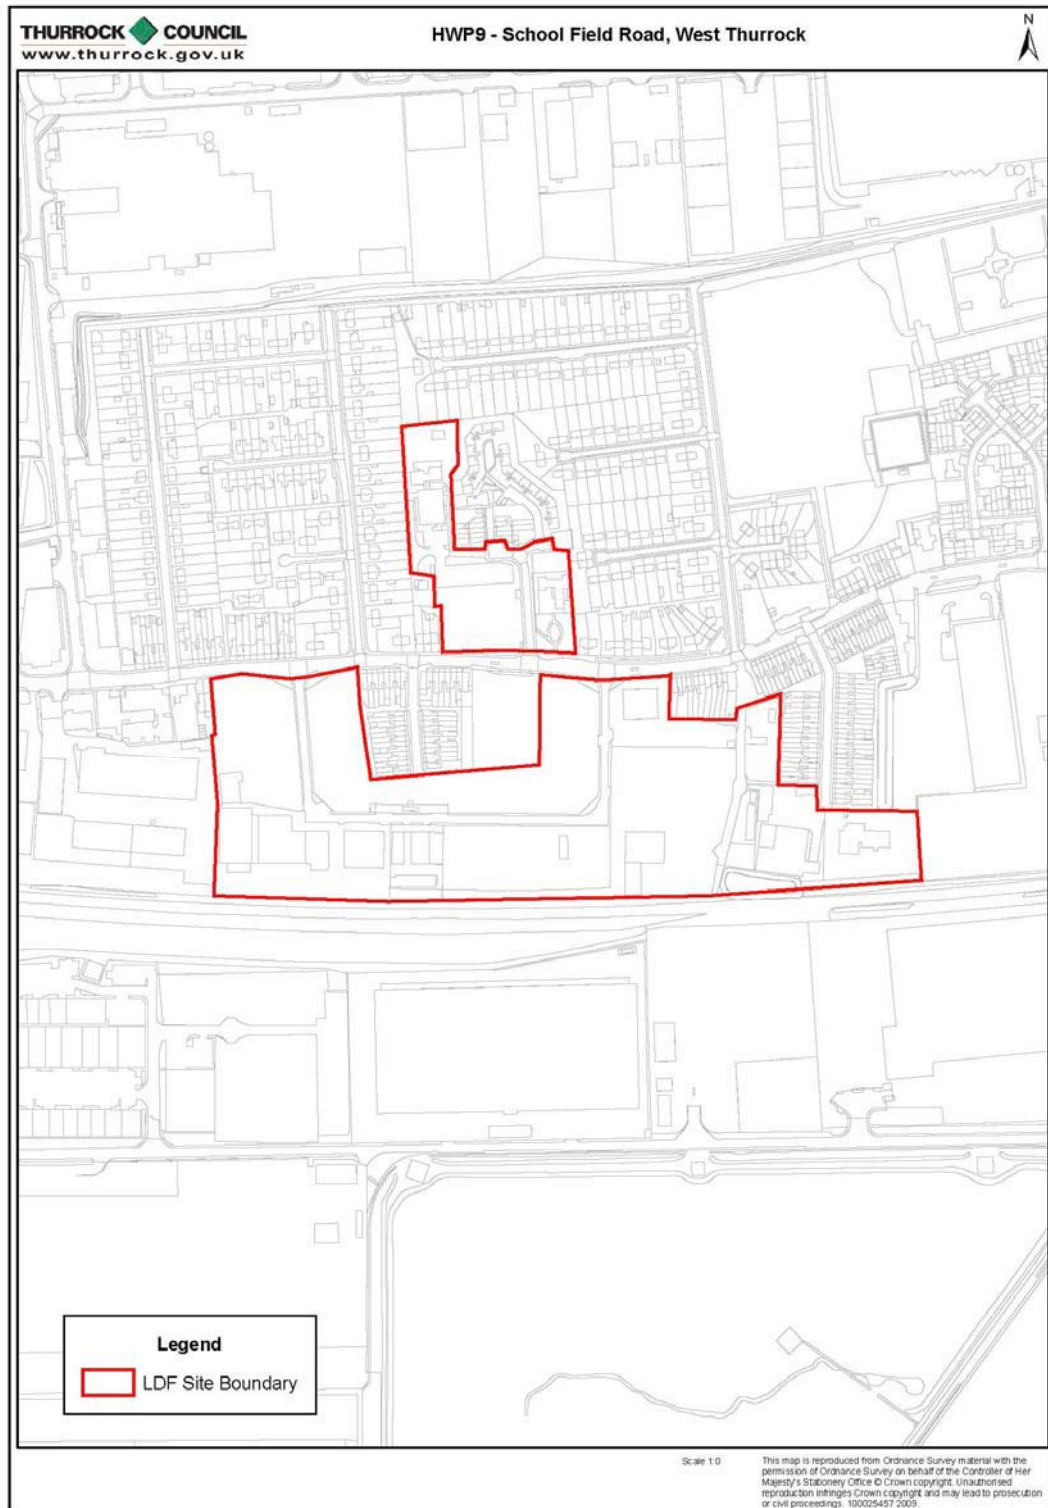 THURROCK COUNCIL
www.thurrock.gov.uk
HWP9 - School Field Road, West Thurrock
N
Legend
LDF Site Boundary
Scale 1:0
This map is reproduced from Ordnance Survey material with the
permission of Ordnance Survey on behalf of the Controller of Her
Majesty's Stationery Office © Crown copyright. Unauthorised
reproduction infringes Crown copyright and may lead to prosecution
or civil proceedings. 100025457 2009.